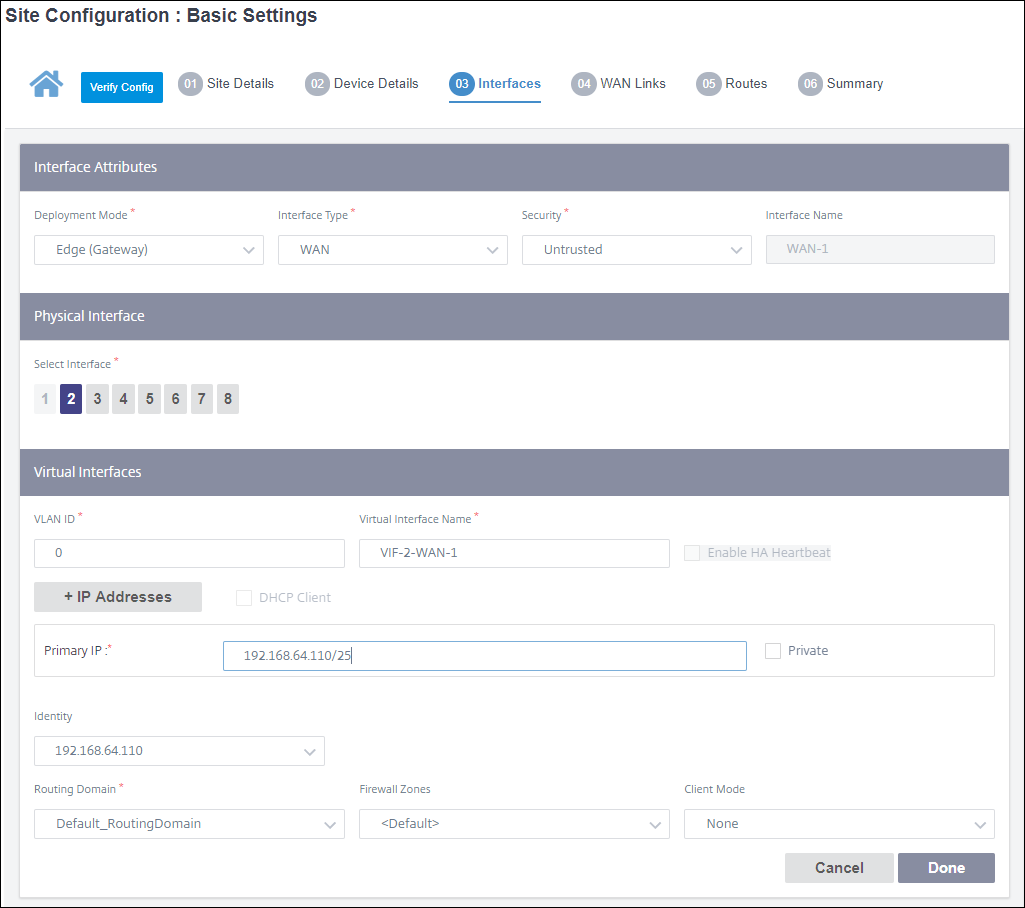 Site Configuration : Basic Settings
Verify Config 01 Site Details 02 Device Details 03 Interfaces 04 WAN Links 05 Routes 06 Summary
Interface Attributes
Deployment Mode * Interface Type * Security * Interface Name
Edge (Gateway) WAN Untrusted WAN-1
Physical Interface
Select Interface *
1 2 3 4 5 6 7 8
Virtual Interfaces
VLAN ID * Virtual Interface Name *
0 VIF-2-WAN-1 Enable HA Heartbeat
+ IP Addresses DHCP Client
Primary IP :* 192.168.64.110/25 Private
Identity
192.168.64.110
Routing Domain * Firewall Zones Client Mode
Default_RoutingDomain <Default> None
Cancel Done